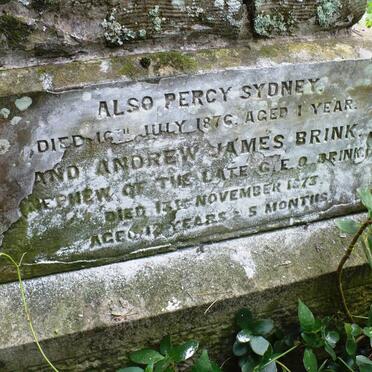 ALSO PERCY SYDNEY.
DIED 16TH JULY 1876. AGED 1 YEAR.
AND ANDREW JAMES BRINK.
NEPHEW OF THE LATE G.E.O. BRINK.
DIED 13TH NOVEMBER 1873
AGED 12 YEARS & 5 MONTHS.